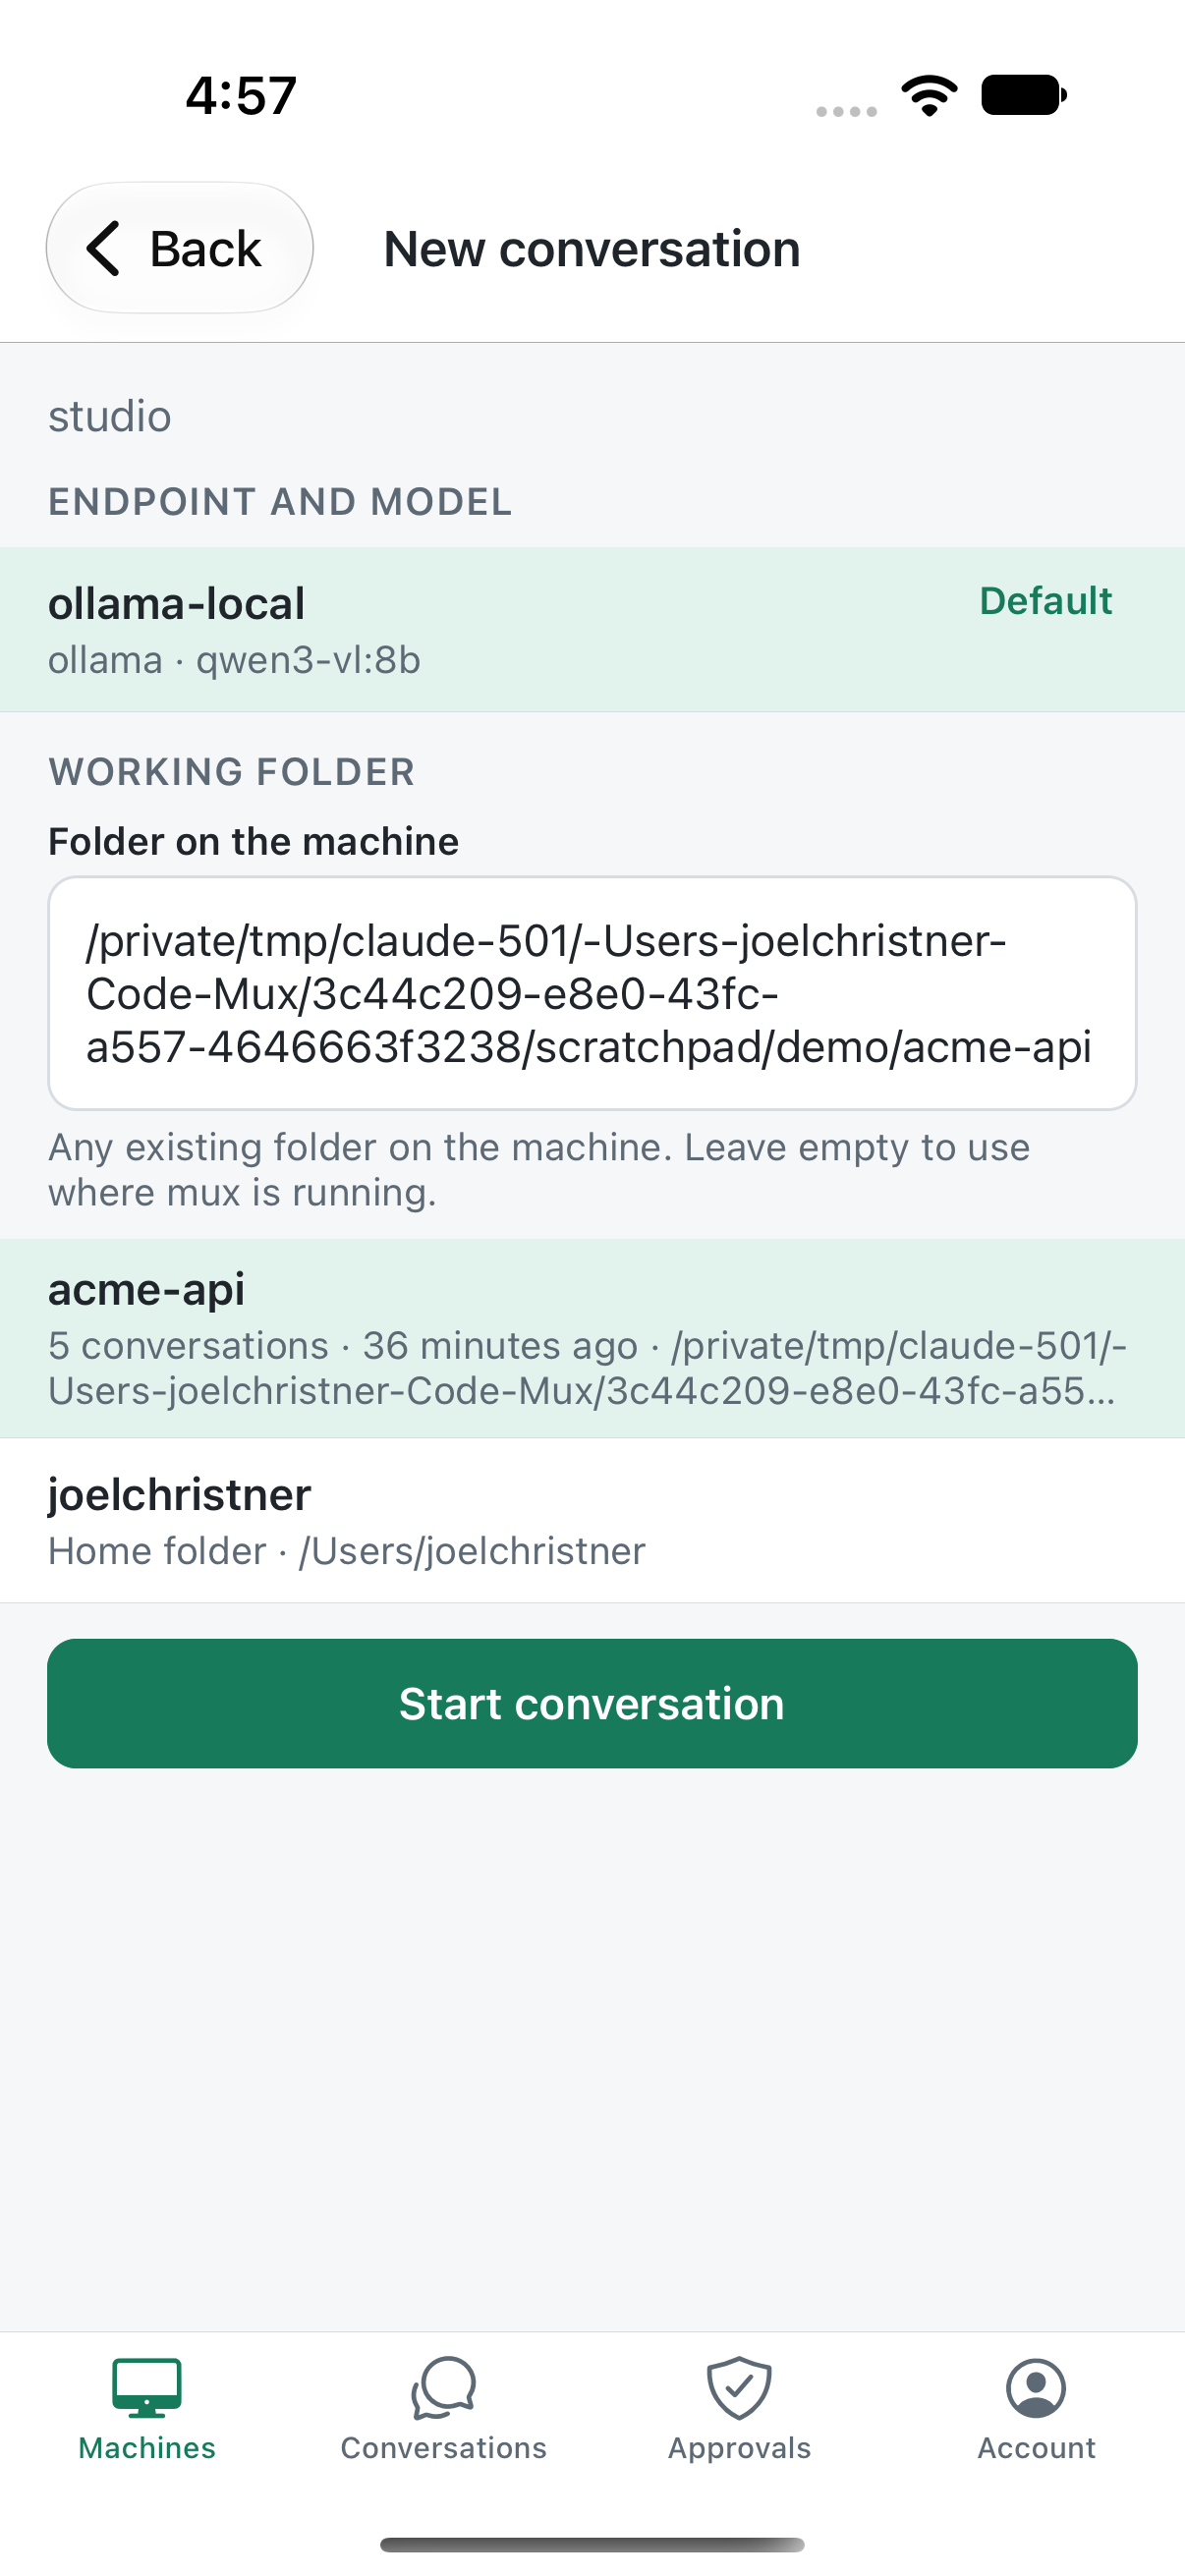 4:57
Back
New conversation
studio
ENDPOINT AND MODEL
ollama-local
Default
ollama · qwen3-vl:8b
WORKING FOLDER
Folder on the machine
/private/tmp/claude-501/-Users-joelchristner-
Code-Mux/3c44c209-e8e0-43fc-
a557-4646663f3238/scratchpad/demo/acme-api
Any existing folder on the machine. Leave empty to use
where mux is running.
acme-api
5 conversations · 36 minutes ago · /private/tmp/claude-501/-
Users-joelchristner-Code-Mux/3c44c209-e8e0-43fc-a55...
joelchristner
Home folder · /Users/joelchristner
Start conversation
Machines
Conversations
Approvals
Account